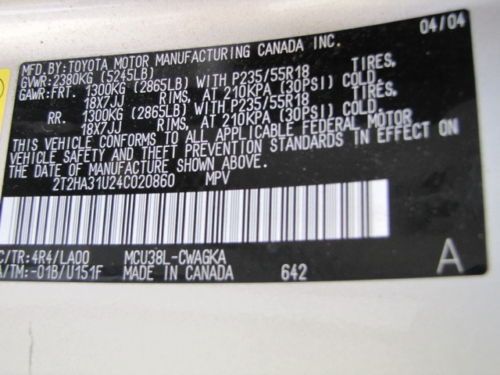 MFD. BY: TOYOTA MOTOR MANUFACTURING CANADA INC. 04/04
GVWR: 2380KG (5245LB)
GAWR: FRT. 1300KG (2865LB) WITH P235/55R18 TIRES,
18X7JJ RIMS, AT 210KPA (30PSI) COLD.
RR. 1300KG (2865LB) WITH P235/55R18 TIRES,
18X7JJ RIMS, AT 210KPA (30PSI) COLD.
THIS VEHICLE CONFORMS TO ALL APPLICABLE FEDERAL MOTOR
VEHICLE SAFETY AND THEFT PREVENTION STANDARDS IN EFFECT ON
THE DATE OF MANUFACTURE SHOWN ABOVE.
2T2HA31U24C020860 MPV
C/TR: 4R4/LA00 MCU38L-CWAGKA
A/TM: -01B/U151F MADE IN CANADA 642 A